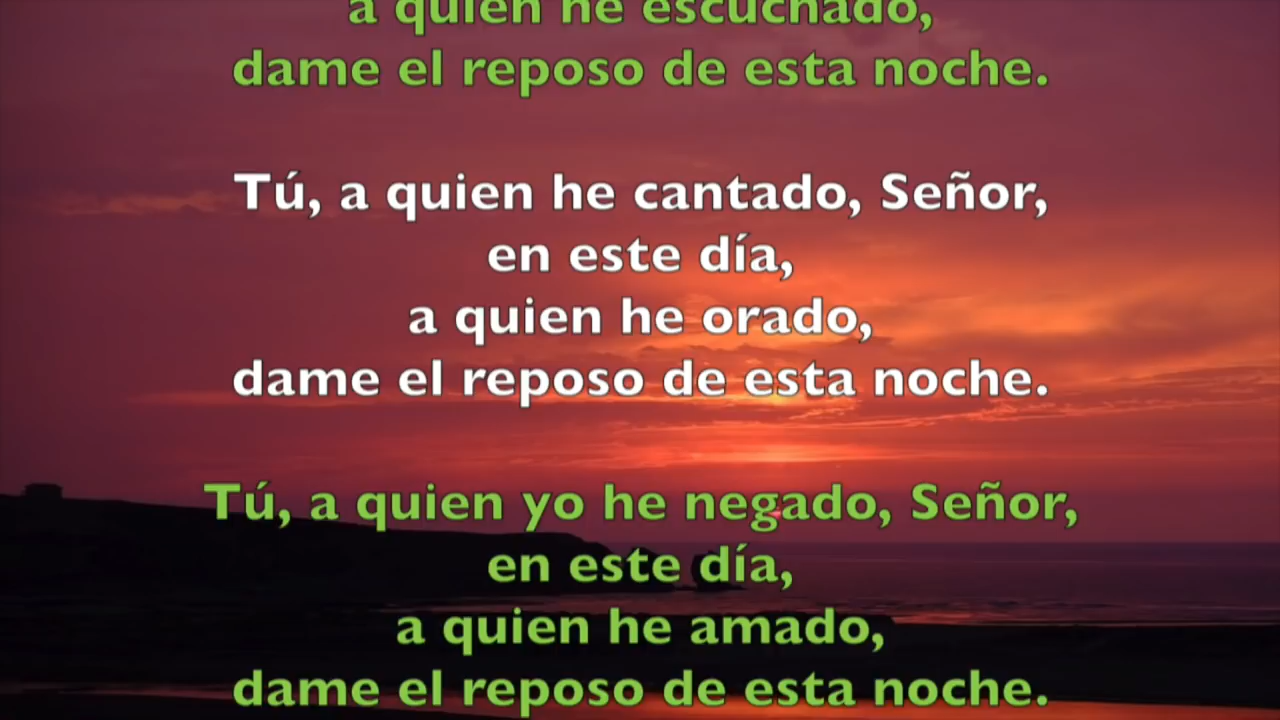 a quien he escuchado,
dame el reposo de esta noche.
Tú, a quien he cantado, Señor,
en este día,
a quien he orado,
dame el reposo de esta noche.
Tú, a quien yo he negado, Señor,
en este día,
a quien he amado,
dame el reposo de esta noche.